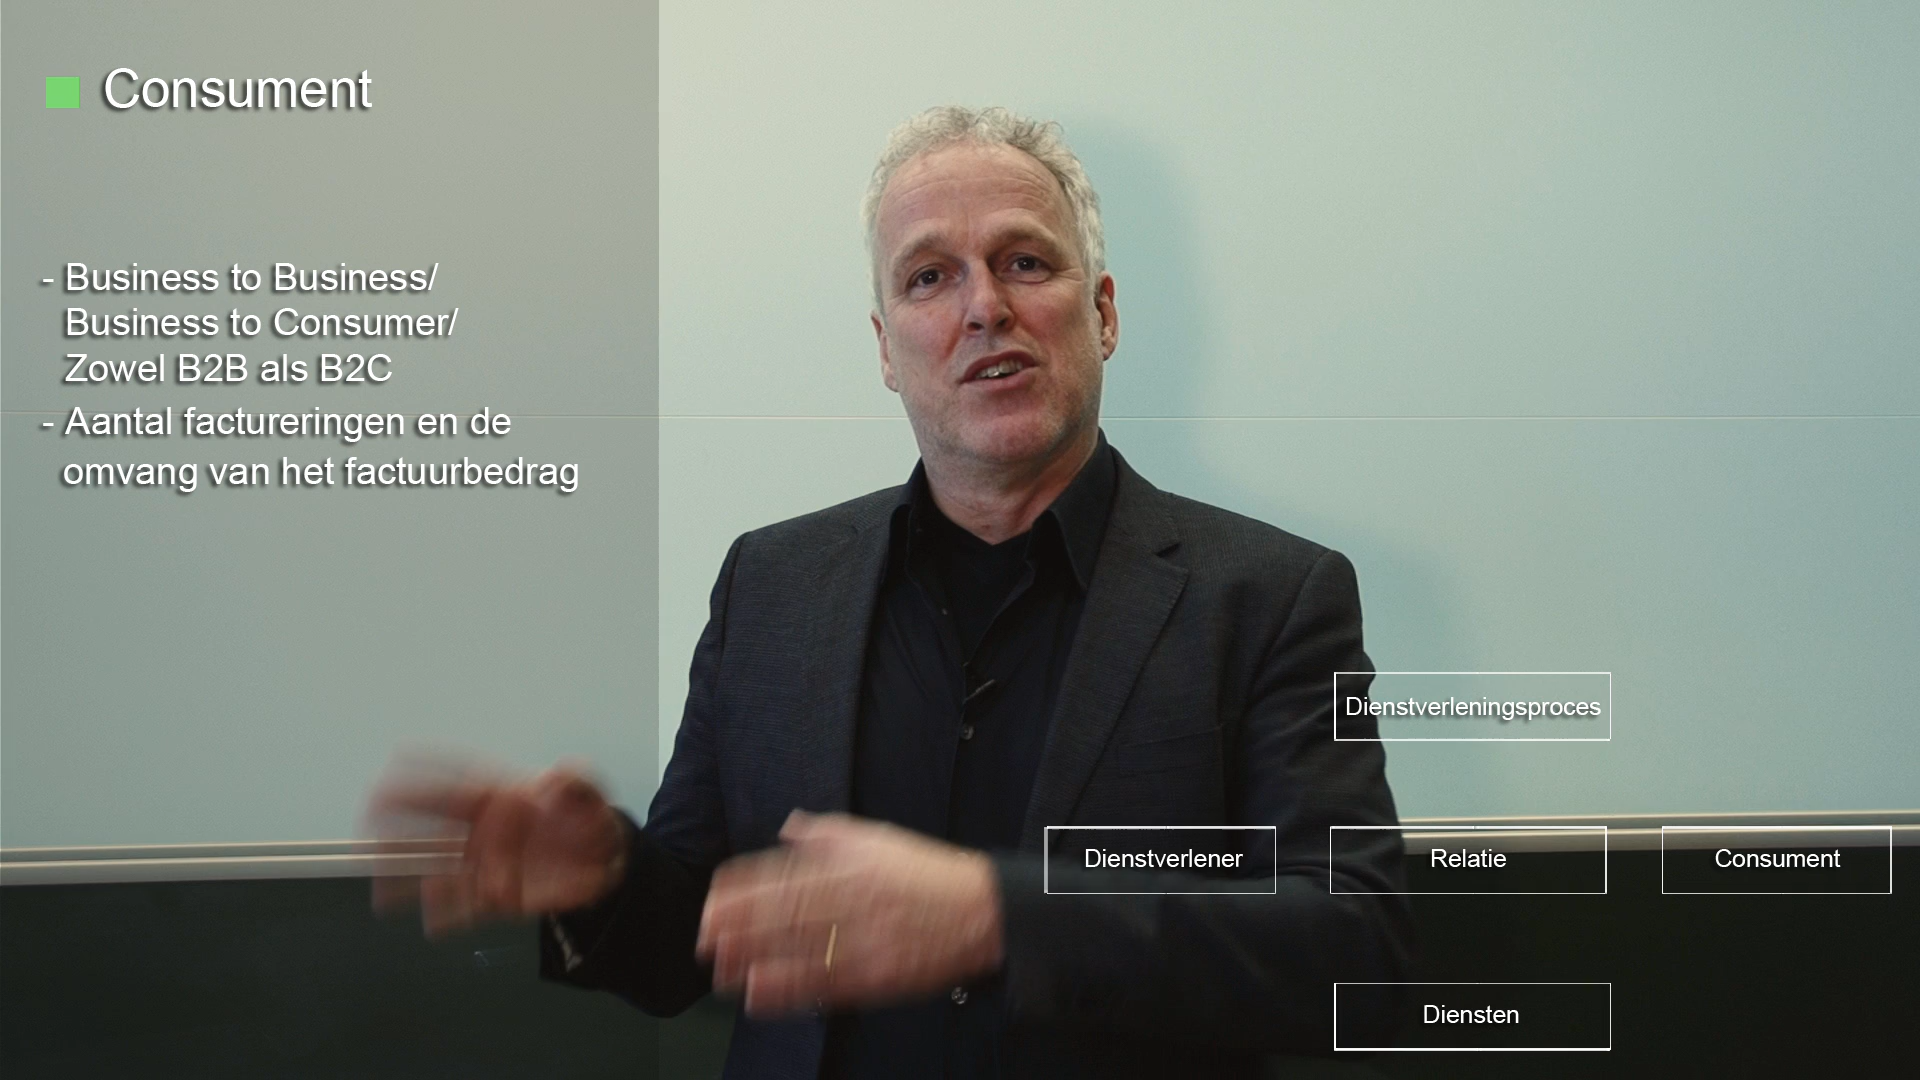 Consument
- Business to Business/
Business to Consumer/
Zowel B2B als B2C
- Aantal factureringen en de
omvang van het factuurbedrag
Dienstverleningsproces
Dienstverlener
Relatie
Consument
Diensten